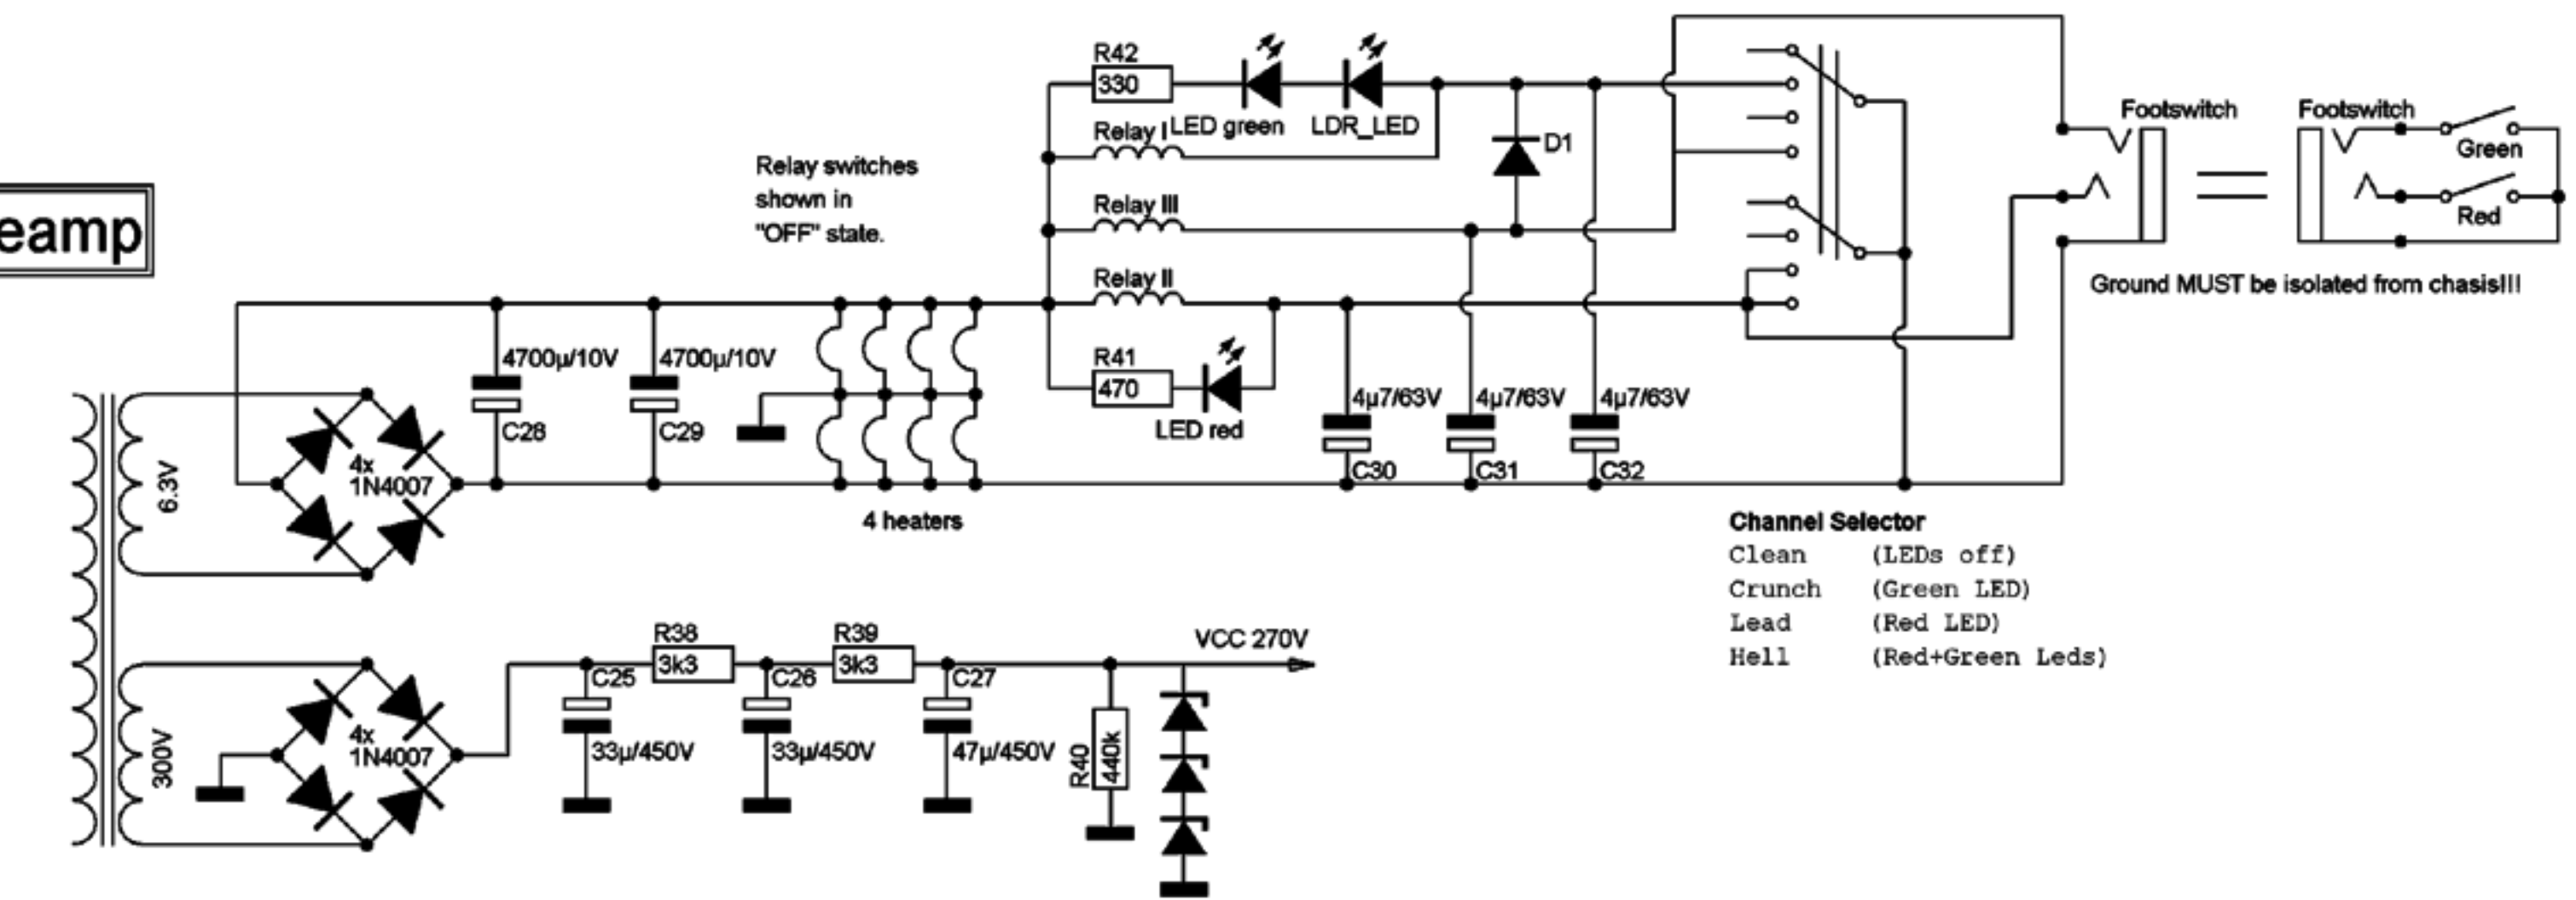 eamp
Relay switches
shown in
"OFF" state.
R42
330
LED green
LDR_LED
Relay I
D1
Relay III
Relay II
R41
470
LED red
Footswitch
Footswitch
Green
Red
Ground MUST be isolated from chasis!!!
4700µ/10V
C28
4700µ/10V
C29
4µ7/63V
C30
4µ7/63V
C31
4µ7/63V
C32
6.3V
4x
1N4007
4 heaters
Channel Selector
Clean (LEDs off)
Crunch (Green LED)
Lead (Red LED)
Hell (Red+Green Leds)
300V
4x
1N4007
C25
33µ/450V
R38
3k3
C26
33µ/450V
R39
3k3
C27
47µ/450V
R40
440k
VCC 270V